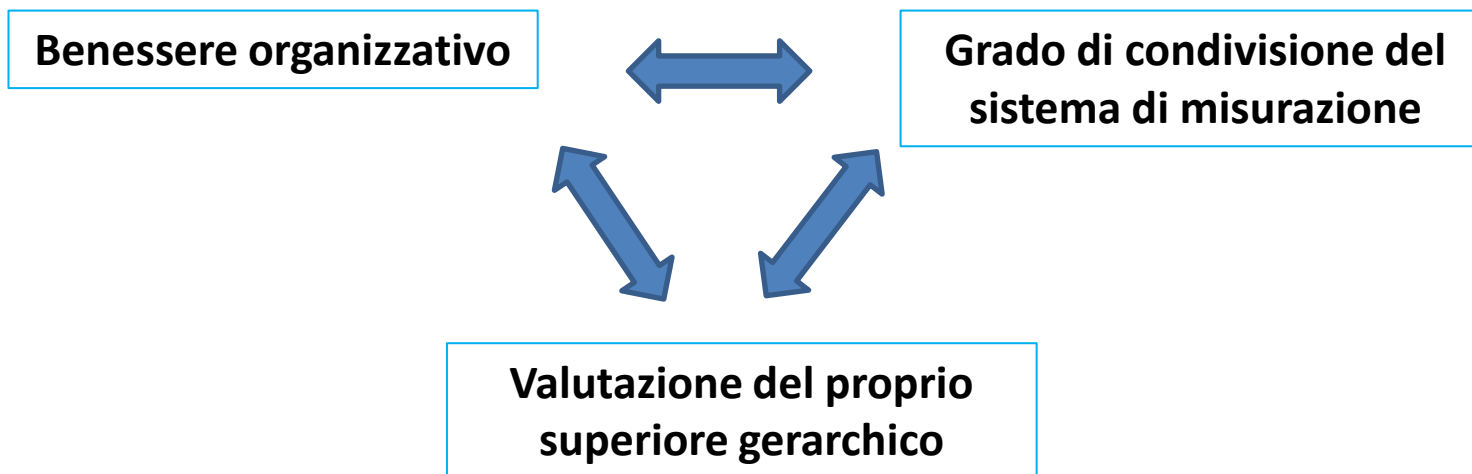 Benessere organizzativo
Grado di condivisione del
sistema di misurazione
Valutazione del proprio
superiore gerarchico